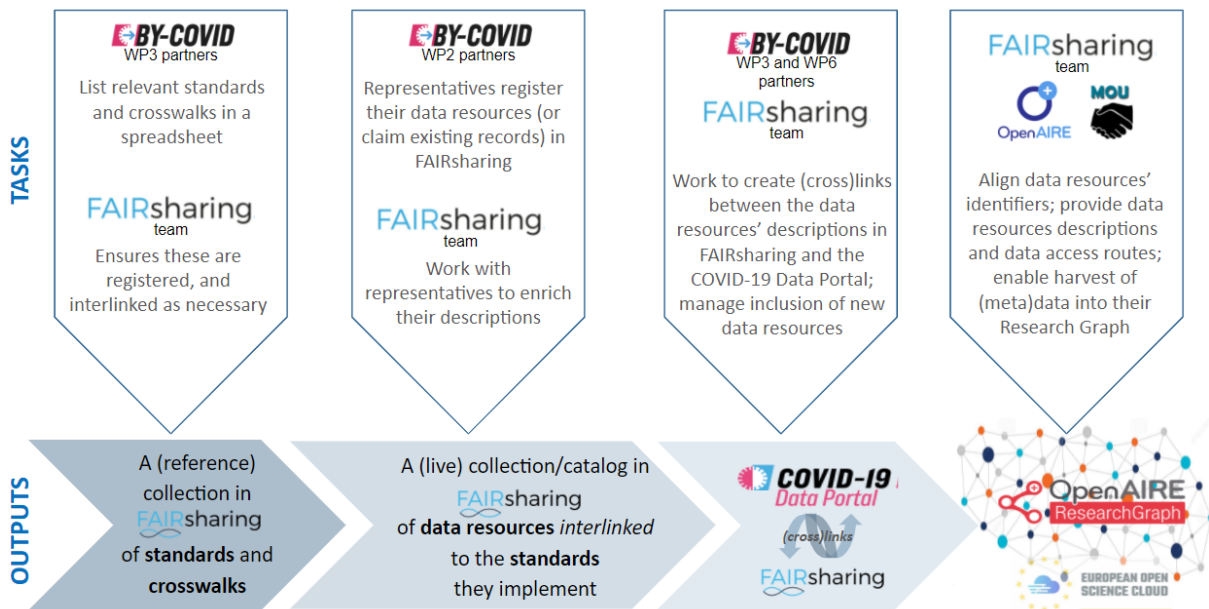 TASKS
BY-COVID
WP3 partners
List relevant standards
and crosswalks in a
spreadsheet
FAIRsharing
team
Ensures these are
registered, and
interlinked as necessary
BY-COVID
WP2 partners
Representatives register
their data resources (or
claim existing records) in
FAIRsharing
FAIRsharing
team
Work with
representatives to enrich
their descriptions
BY-COVID
WP3 and WP6
partners
FAIRsharing
team
Work to create (cross)links
between the data
resources’ descriptions in
FAIRsharing and the
COVID-19 Data Portal;
manage inclusion of new
data resources
FAIRsharing
team
OpenAIRE
MOU
Align data resources’
identifiers; provide data
resources descriptions
and data access routes;
enable harvest of
(meta)data into their
Research Graph
OUTPUTS
A (reference)
collection in
FAIRsharing
of standards and
crosswalks
A (live) collection/catalog in
FAIRsharing
of data resources interlinked
to the standards
they implement
COVID-19
Data Portal
(cross)links
FAIRsharing
OpenAIRE
ResearchGraph
EUROPEAN OPEN
SCIENCE CLOUD